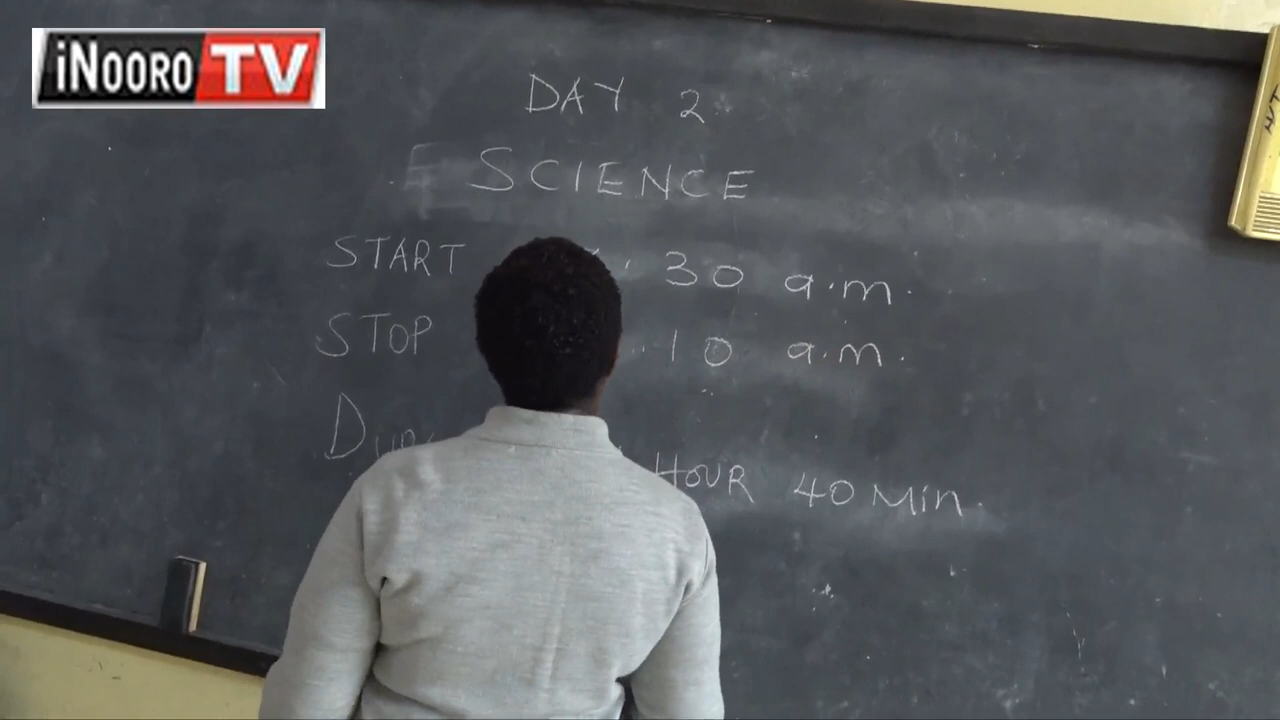 iNOORO TV
DAY 2
SCIENCE
START 30 a.m.
STOP 10 a.m.
HOUR 40 Min.